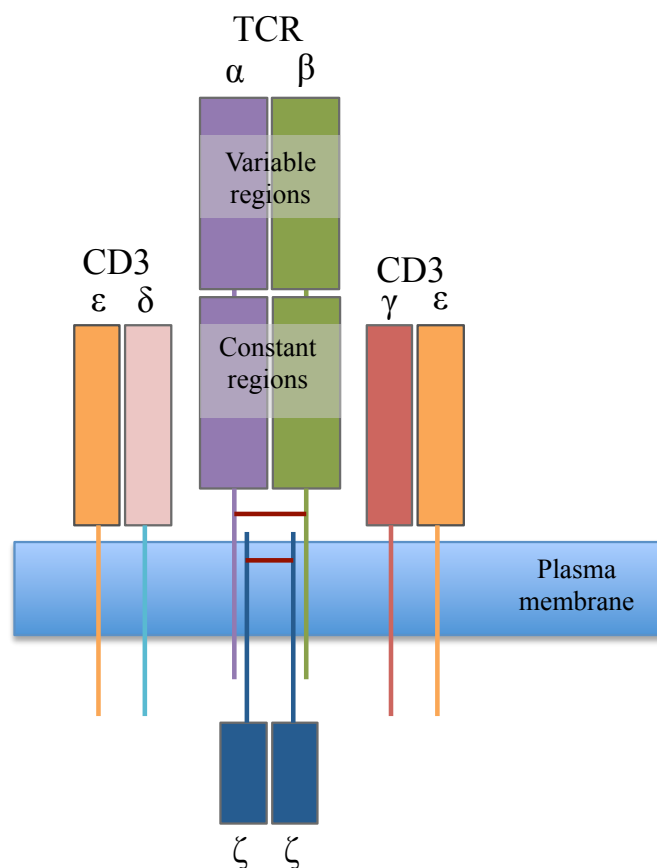 TCR
α β
Variable
regions
CD3
ε δ
CD3
γ ε
Constant
regions
Plasma
membrane
ζ ζ